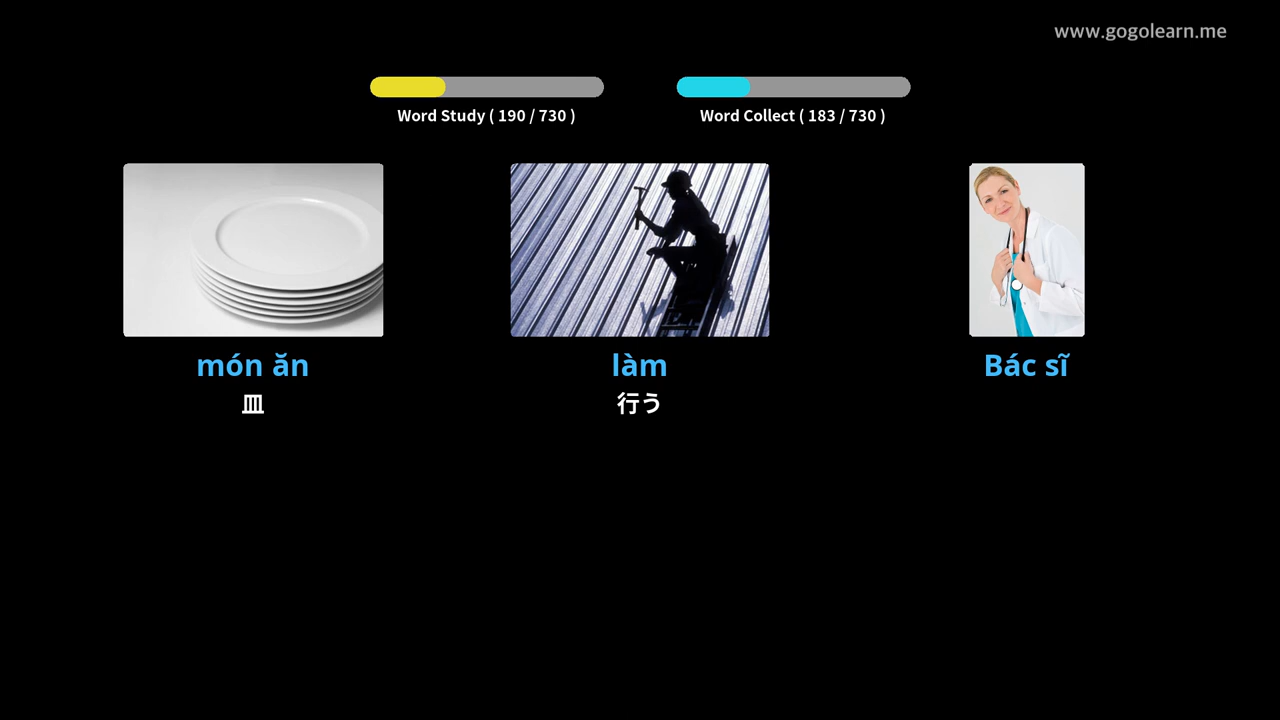 www.gogolearn.me
Word Study ( 190 / 730 )
Word Collect ( 183 / 730 )
món ăn
皿
làm
行う
Bác sĩ